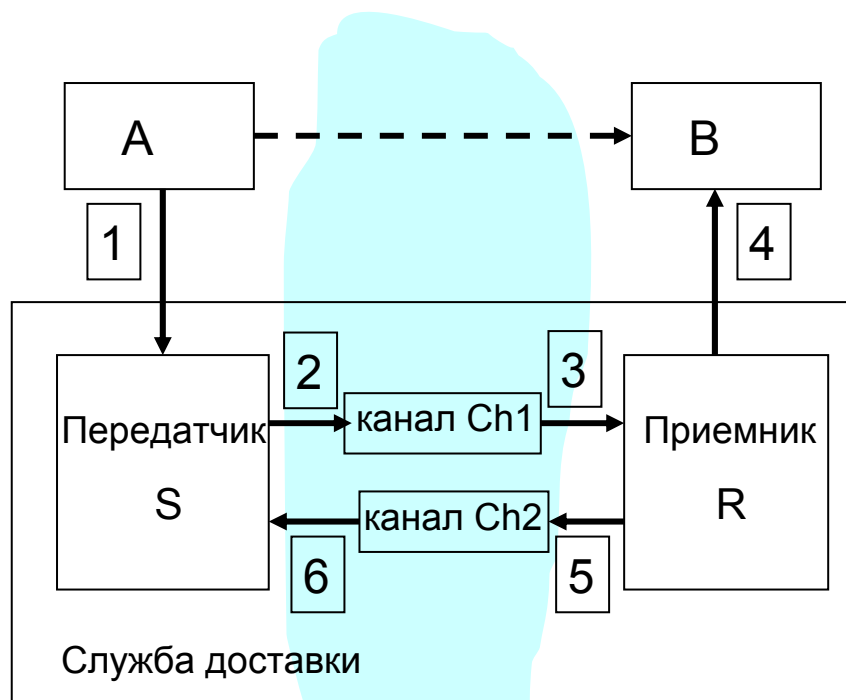 A
B
1
4
2
3
Передатчик
S
канал Ch1
Приемник
R
канал Ch2
6
5
Служба доставки